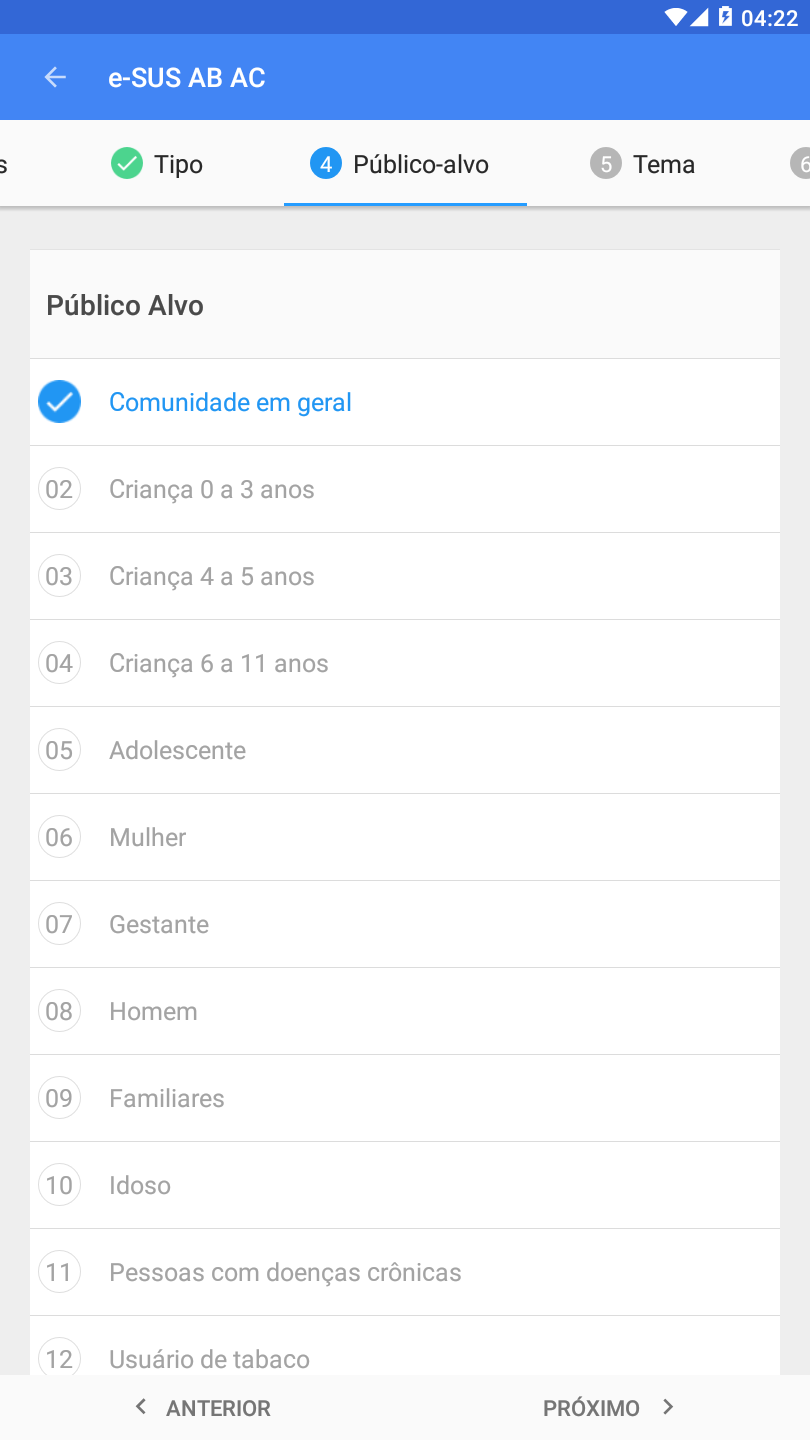 04:22
e-SUS AB AC
s
Tipo
4 Público-alvo
5 Tema
6
Público Alvo
Comunidade em geral
02 Criança 0 a 3 anos
03 Criança 4 a 5 anos
04 Criança 6 a 11 anos
05 Adolescente
06 Mulher
07 Gestante
08 Homem
09 Familiares
10 Idoso
11 Pessoas com doenças crônicas
12 Usuário de tabaco
ANTERIOR
PRÓXIMO